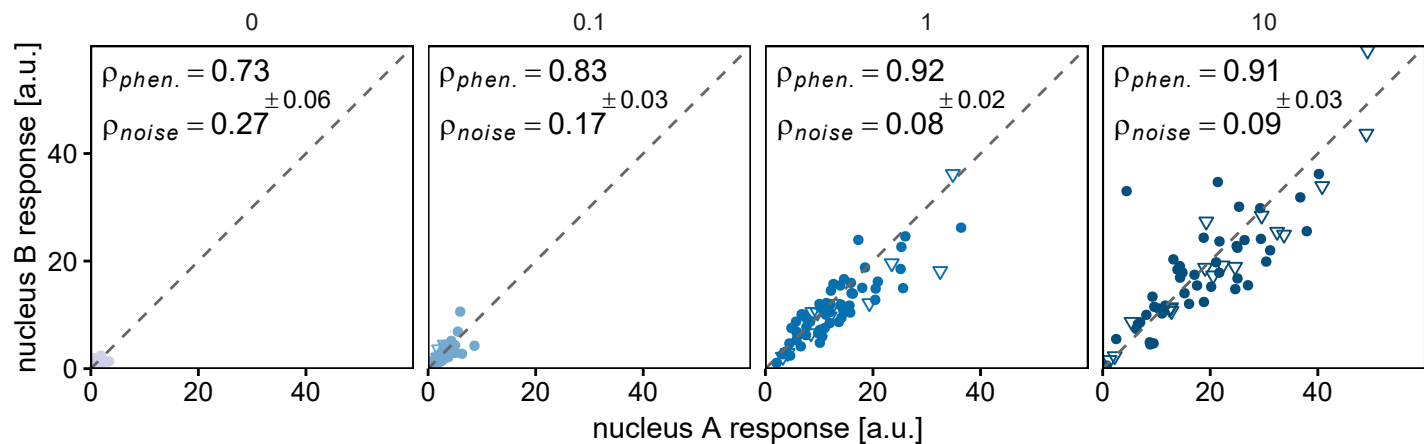 0
0.1
1
10
nucleus B response [a.u.]
40
20
0
ρphen. = 0.73
± 0.06
ρnoise = 0.27
ρphen. = 0.83
± 0.03
ρnoise = 0.17
ρphen. = 0.92
± 0.02
ρnoise = 0.08
ρphen. = 0.91
± 0.03
ρnoise = 0.09
0 20 40
0 20 40
0 20 40
0 20 40
nucleus A response [a.u.]